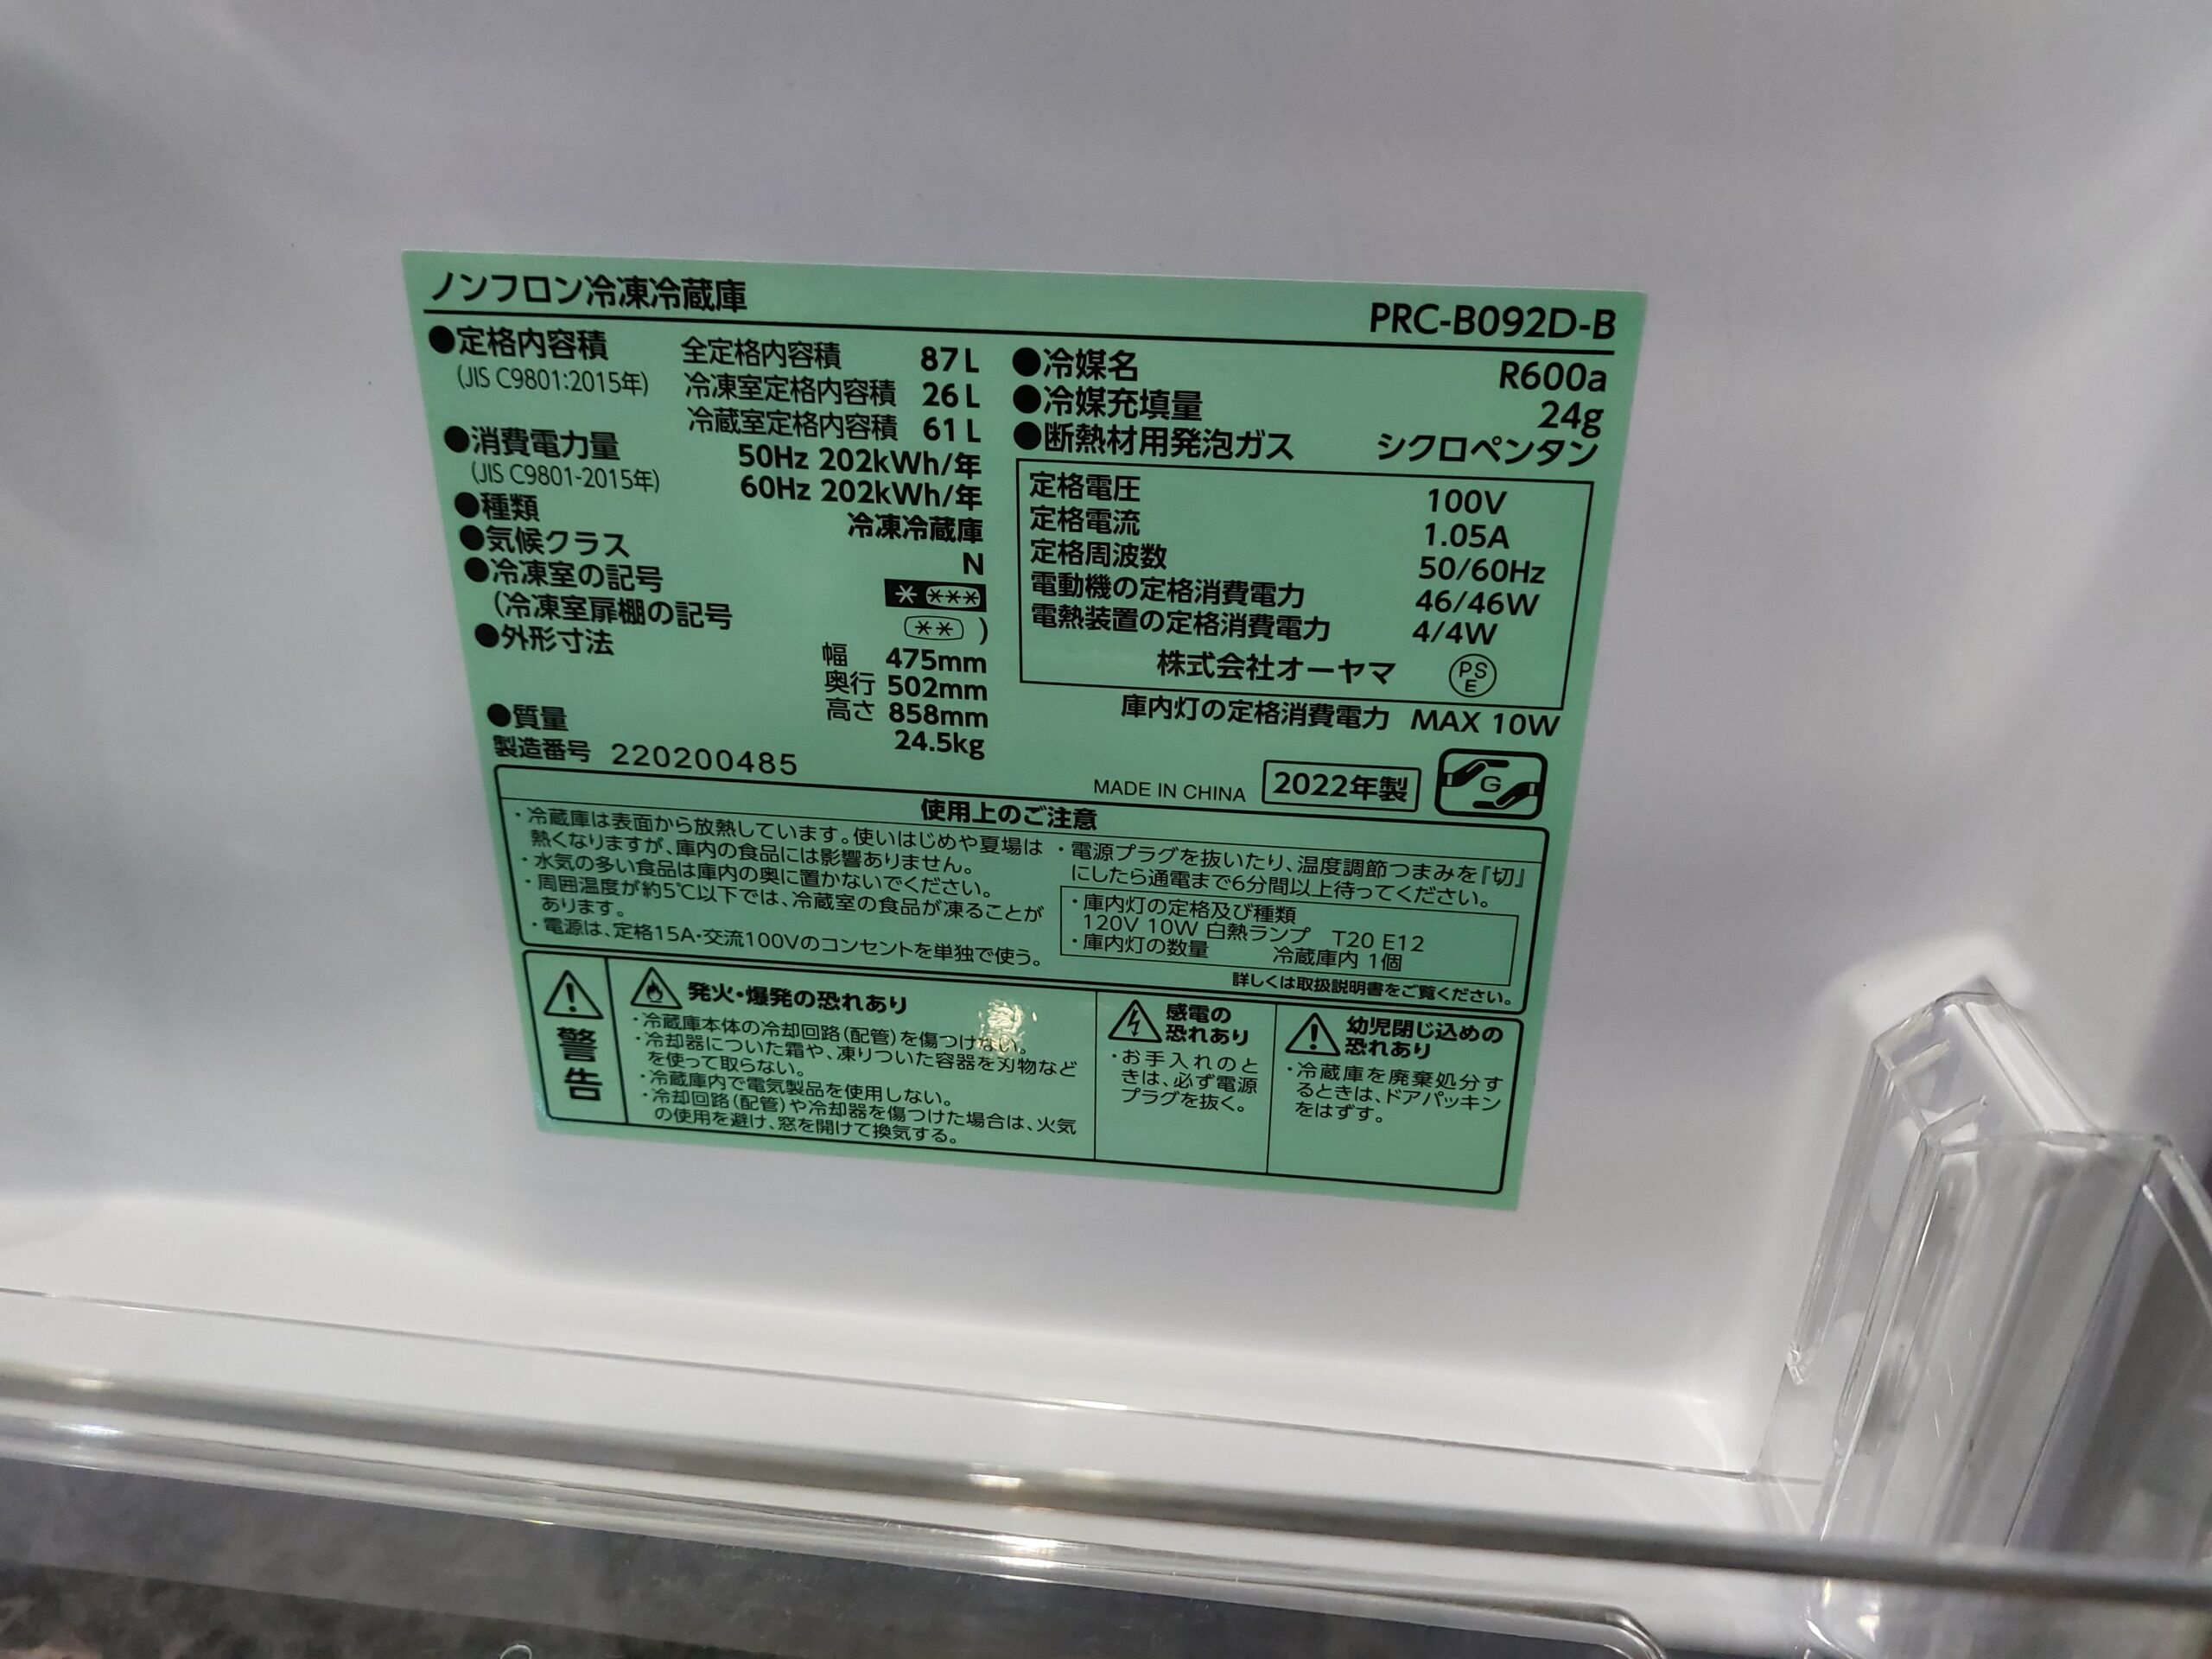 ノンフロン冷凍冷蔵庫 PRC-B092D-B
●定格内容積 全定格内容積 87L
(JIS C9801:2015年) 冷凍室定格内容積 26L
冷蔵室定格内容積 61L
●消費電力量 50Hz 202kWh/年
(JIS C9801-2015年) 60Hz 202kWh/年
●種類 冷凍冷蔵庫
●気候クラス N
●冷凍室の記号 * ***
(冷凍室扉棚の記号 ** )
●外形寸法 幅 475mm
奥行 502mm
高さ 858mm
●質量 24.5kg
製造番号 220200485
●冷媒名 R600a
●冷媒充填量 24g
●断熱材用発泡ガス シクロペンタン
定格電圧 100V
定格電流 1.05A
定格周波数 50/60Hz
電動機の定格消費電力 46/46W
電熱装置の定格消費電力 4/4W
株式会社オーヤマ PSE
庫内灯の定格消費電力 MAX 10W
MADE IN CHINA 2022年製 G
使用上のご注意
・冷蔵庫は表面から放熱しています。使いはじめや夏場は
熱くなりますが、庫内の食品には影響ありません。
・水気の多い食品は庫内の奥に置かないでください。
・周囲温度が約5℃以下では、冷蔵室の食品が凍ることが
あります。
・電源は、定格15A・交流100Vのコンセントを単独で使う。
・電源プラグを抜いたり、温度調節つまみを『切』
にしたら通電まで6分間以上待ってください。
・庫内灯の定格及び種類
120V 10W 白熱ランプ T20 E12
・庫内灯の数量 冷蔵庫内 1個
詳しくは取扱説明書をご覧ください。
警告
発火・爆発の恐れあり
・冷蔵庫本体の冷却回路(配管)を傷つけない。
・冷却器についた霜や、凍りついた容器を刃物など
を使って取らない。
・冷蔵庫内で電気製品を使用しない。
・冷却回路(配管)や冷却器を傷つけた場合は、火気
の使用を避け、窓を開けて換気する。
感電の
恐れあり
・お手入れのと
きは、必ず電源
プラグを抜く。
幼児閉じ込めの
恐れあり
・冷蔵庫を廃棄処分す
るときは、ドアパッキン
をはずす。